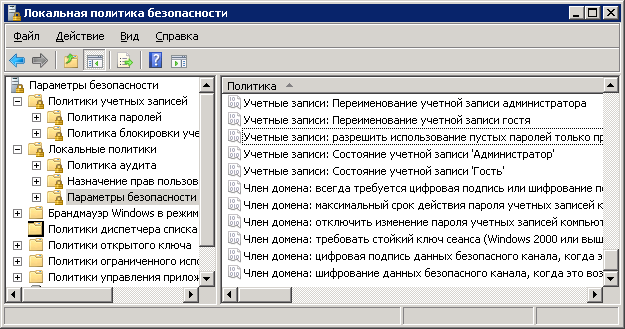 Локальная политика безопасности
Файл Действие Вид Справка
Параметры безопасности
Политики учетных записей
Политика паролей
Политика блокировки уче
Локальные политики
Политика аудита
Назначение прав пользов
Параметры безопасности
Брандмауэр Windows в режим
Политики диспетчера списка
Политики открытого ключа
Политики ограниченного испо
Политики управления прилож
Политика
Учетные записи: Переименование учетной записи администратора
Учетные записи: Переименование учетной записи гостя
Учетные записи: разрешить использование пустых паролей только пр
Учетные записи: Состояние учетной записи 'Администратор'
Учетные записи: Состояние учетной записи 'Гость'
Член домена: всегда требуется цифровая подпись или шифрование п
Член домена: максимальный срок действия пароля учетных записей к
Член домена: отключить изменение пароля учетных записей компьют
Член домена: требовать стойкий ключ сеанса (Windows 2000 или выш
Член домена: цифровая подпись данных безопасного канала, когда э
Член домена: шифрование данных безопасного канала, когда это воз